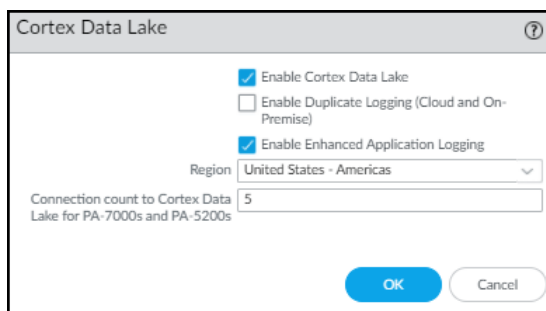 Cortex Data Lake
Enable Cortex Data Lake
Enable Duplicate Logging (Cloud and On-
Premise)
Enable Enhanced Application Logging
Region United States - Americas
Connection count to Cortex Data 5
Lake for PA-7000s and PA-5200s
OK Cancel